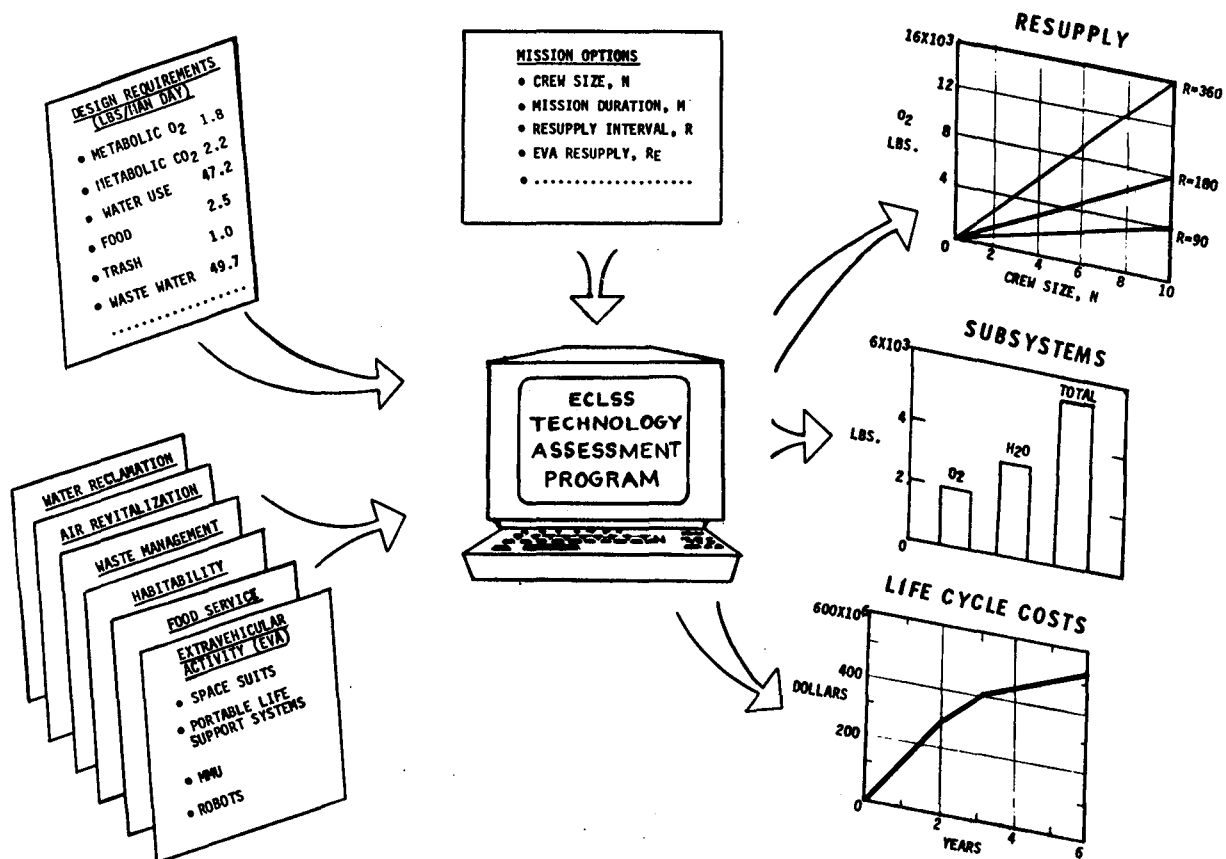 DESIGN REQUIREMENTS
(LBS/MAN DAY)
• METABOLIC O2 1.8
• METABOLIC CO2 2.2
• WATER USE 47.2
• FOOD 2.5
• TRASH 1.0
• WASTE WATER 49.7
..............
MISSION OPTIONS
• CREW SIZE, N
• MISSION DURATION, M
• RESUPPLY INTERVAL, R
• EVA RESUPPLY, RE
• ......................
WATER RECLAMATION
AIR REVITALIZATION
WASTE MANAGEMENT
HABITABILITY
FOOD SERVICE
EXTRAVEHICULAR
ACTIVITY (EVA)
• SPACE SUITS
• PORTABLE LIFE
SUPPORT SYSTEMS
• MMU
• ROBOTS
ECLSS
TECHNOLOGY
ASSESSMENT
PROGRAM
RESUPPLY
16X103
12
8
4
0
O2
LBS.
R=360
R=180
R=90
2 4 6 8 10
CREW SIZE, N
SUBSYSTEMS
6X103
4
2
0
LBS.
O2
H2O
TOTAL
LIFE CYCLE COSTS
600X106
400
200
0
DOLLARS
2 4 6
YEARS